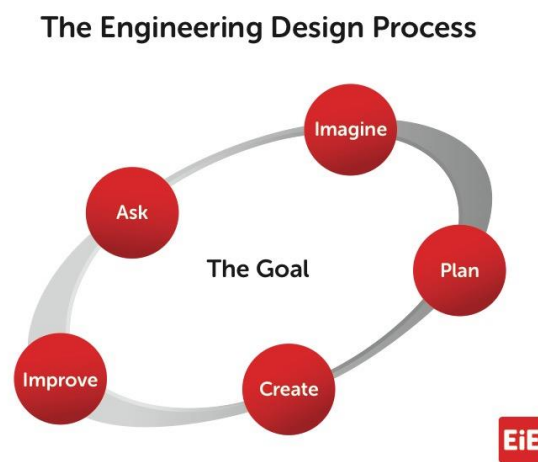 The Engineering Design Process
Imagine
Ask
The Goal
Plan
Improve
Create
EiE